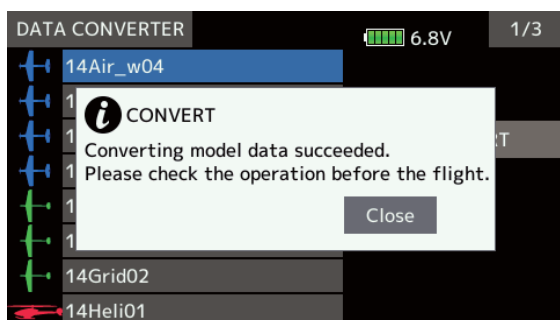 DATA CONVERTER
6.8V
1/3
14Air_w04
CONVERT
Converting model data succeeded.
Please check the operation before the flight.
Close
14Grid02
14Heli01